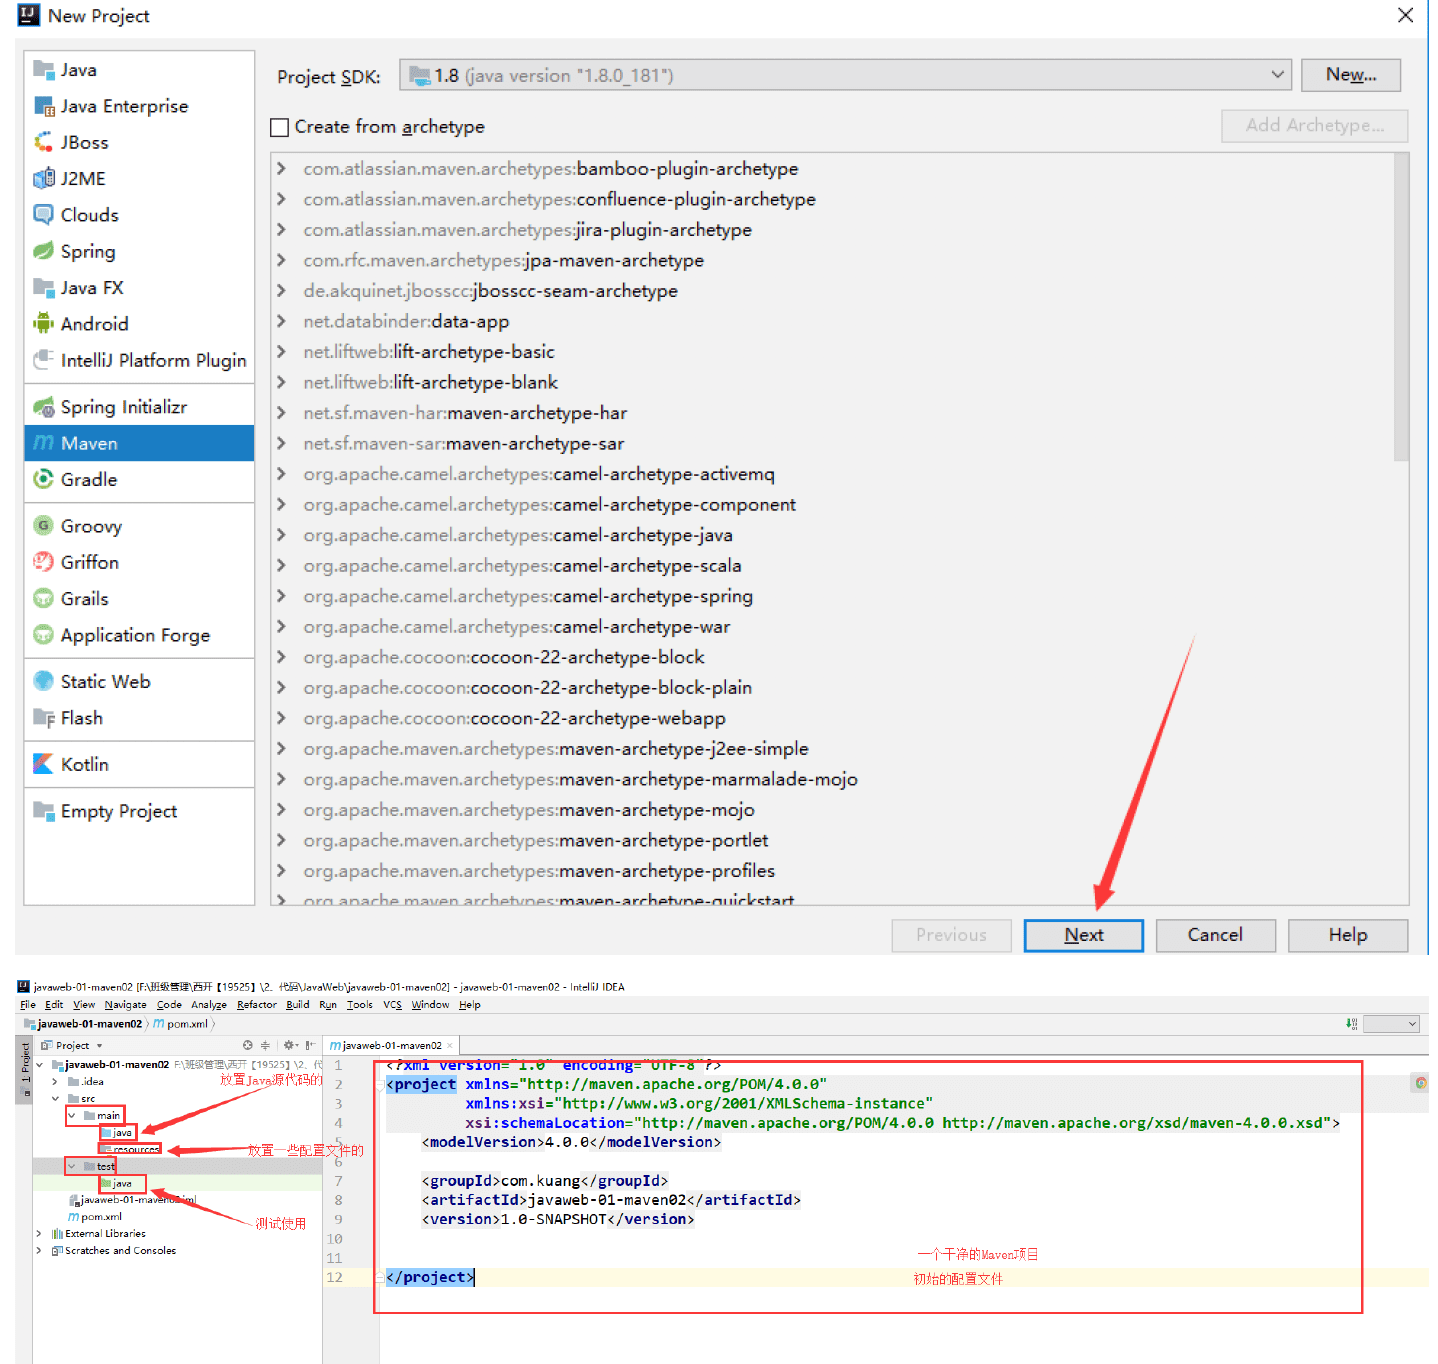 New Project
Java
Java Enterprise
JBoss
J2ME
Clouds
Spring
Java FX
Android
IntelliJ Platform Plugin
Spring Initializr
Maven
Gradle
Groovy
Griffon
Grails
Application Forge
Static Web
Flash
Kotlin
Empty Project
Project SDK: 1.8 (java version "1.8.0_181") New...
Create from archetype Add Archetype...
com.atlassian.maven.archetypes:bamboo-plugin-archetype
com.atlassian.maven.archetypes:confluence-plugin-archetype
com.atlassian.maven.archetypes:jira-plugin-archetype
com.rfc.maven.archetypes:jpa-maven-archetype
de.akquinet.jbosscc:jbosscc-seam-archetype
net.databinder:data-app
net.liftweb:lift-archetype-basic
net.liftweb:lift-archetype-blank
net.sf.maven-har:maven-archetype-har
net.sf.maven-sar:maven-archetype-sar
org.apache.camel.archetypes:camel-archetype-activemq
org.apache.camel.archetypes:camel-archetype-component
org.apache.camel.archetypes:camel-archetype-java
org.apache.camel.archetypes:camel-archetype-scala
org.apache.camel.archetypes:camel-archetype-spring
org.apache.camel.archetypes:camel-archetype-war
org.apache.cocoon:cocoon-22-archetype-block
org.apache.cocoon:cocoon-22-archetype-block-plain
org.apache.cocoon:cocoon-22-archetype-webapp
org.apache.maven.archetypes:maven-archetype-j2ee-simple
org.apache.maven.archetypes:maven-archetype-marmalade-mojo
org.apache.maven.archetypes:maven-archetype-mojo
org.apache.maven.archetypes:maven-archetype-portlet
org.apache.maven.archetypes:maven-archetype-profiles
org.apache.maven.archetypes:maven-archetype-quickstart
Previous Next Cancel Help
javaweb-01-maven02 [F:\班级管理\西开【19525】\2、代码\JavaWeb\javaweb-01-maven02] - javaweb-01-maven02 - IntelliJ IDEA
File Edit View Navigate Code Analyze Refactor Build Run Tools VCS Window Help
javaweb-01-maven02 pom.xml
1: Project
Project
javaweb-01-maven02 F:\班级管理\西开【19525】\2、代
.idea
放置Java源代码的
src
main
java
resources
放置一些配置文件的
test
java
javaweb-01-maven02.iml
pom.xml
测试使用
External Libraries
Scratches and Consoles
javaweb-01-maven02
1 <?xml version="1.0" encoding="UTF-8"?>
2 <project xmlns="http://maven.apache.org/POM/4.0.0"
3 xmlns:xsi="http://www.w3.org/2001/XMLSchema-instance"
4 xsi:schemaLocation="http://maven.apache.org/POM/4.0.0 http://maven.apache.org/xsd/maven-4.0.0.xsd">
5 <modelVersion>4.0.0</modelVersion>
6
7 <groupId>com.kuang</groupId>
8 <artifactId>javaweb-01-maven02</artifactId>
9 <version>1.0-SNAPSHOT</version>
10
11
12 </project>
一个干净的Maven项目
初始的配置文件